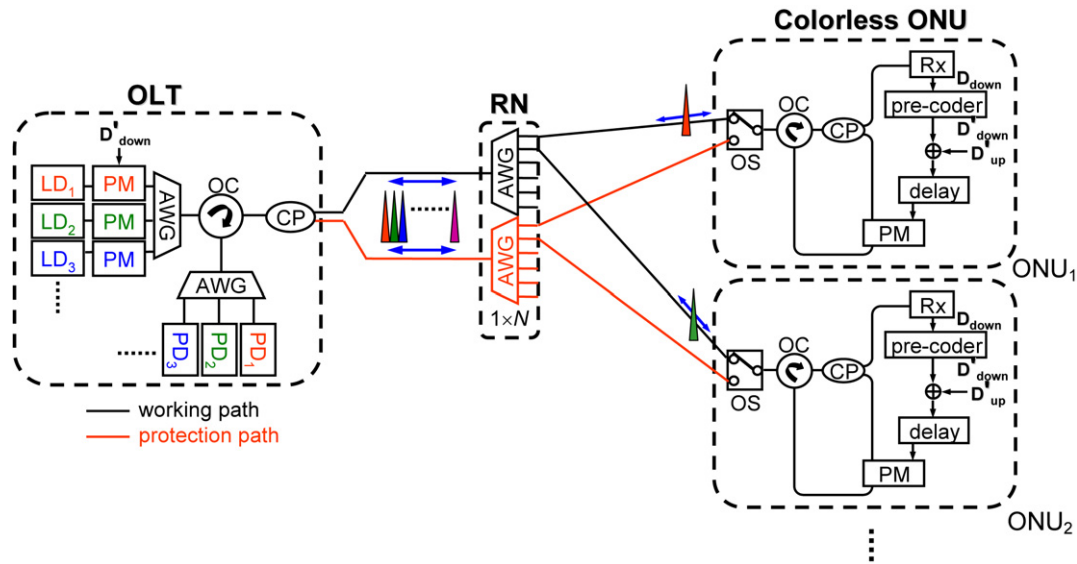 OLT
D'down
LD1
PM
LD2
PM
LD3
PM
AWG
OC
CP
AWG
PD3
PD2
PD1
working path
protection path
RN
AWG
AWG
1×N
Colorless ONU
OS
OC
CP
Rx
Ddown
pre-coder
D'down
D'up
delay
PM
ONU1
OS
OC
CP
Rx
Ddown
pre-coder
D'down
D'up
delay
PM
ONU2